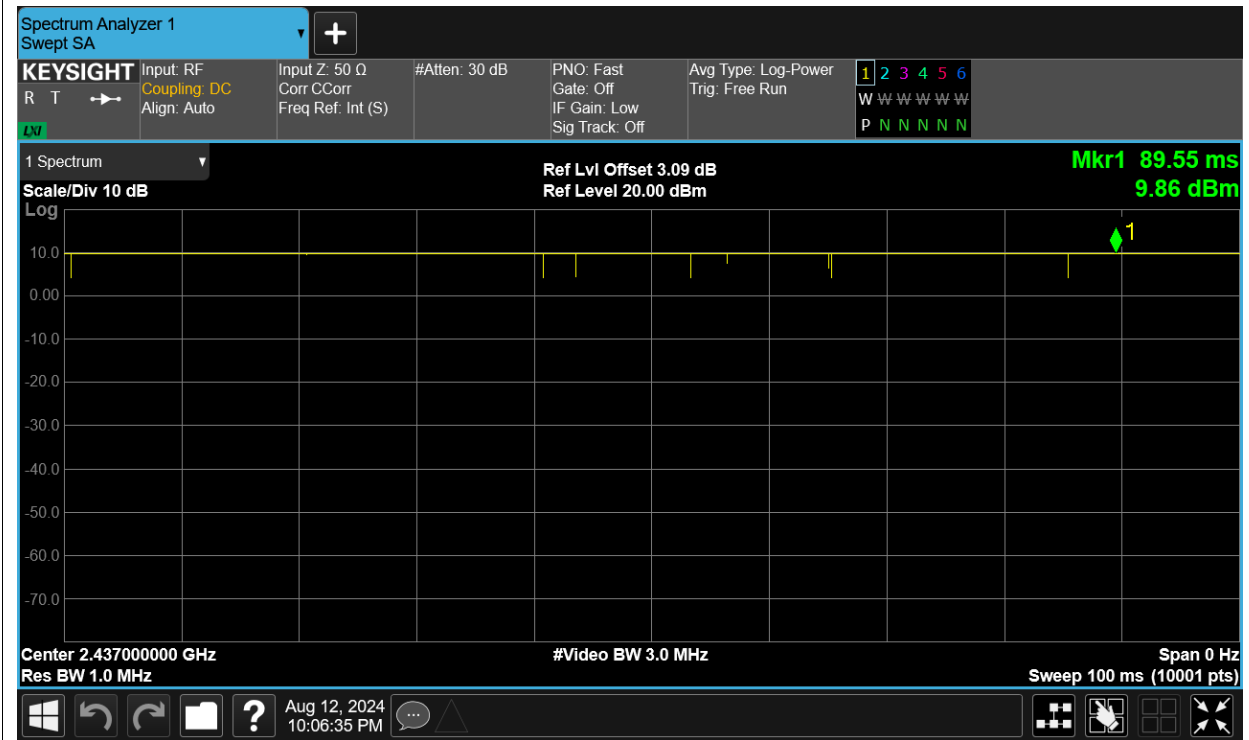 Spectrum Analyzer 1
Swept SA
KEYSIGHT
R T
LXI
Input: RF
Coupling: DC
Align: Auto
Input Z: 50 Ω
Corr CCorr
Freq Ref: Int (S)
#Atten: 30 dB
PNO: Fast
Gate: Off
IF Gain: Low
Sig Track: Off
Avg Type: Log-Power
Trig: Free Run
1 2 3 4 5 6
W W W W W W
P N N N N N
1 Spectrum
Scale/Div 10 dB
Ref Lvl Offset 3.09 dB
Ref Level 20.00 dBm
Mkr1 89.55 ms
9.86 dBm
Log
1
10.0
0.00
-10.0
-20.0
-30.0
-40.0
-50.0
-60.0
-70.0
Center 2.437000000 GHz
Res BW 1.0 MHz
#Video BW 3.0 MHz
Span 0 Hz
Sweep 100 ms (10001 pts)
?
Aug 12, 2024
10:06:35 PM